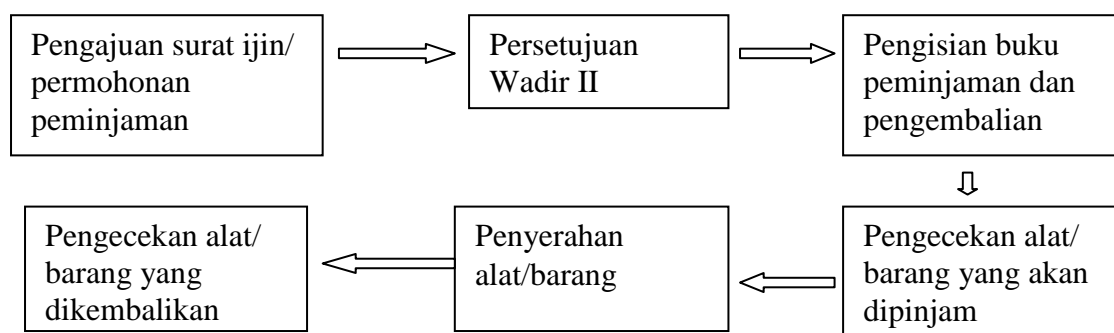 Pengajuan surat ijin/
permohonan
peminjaman
Persetujuan
Wadir II
Pengisian buku
peminjaman dan
pengembalian
Pengecekan alat/
barang yang akan
dipinjam
Penyerahan
alat/barang
Pengecekan alat/
barang yang
dikembalikan